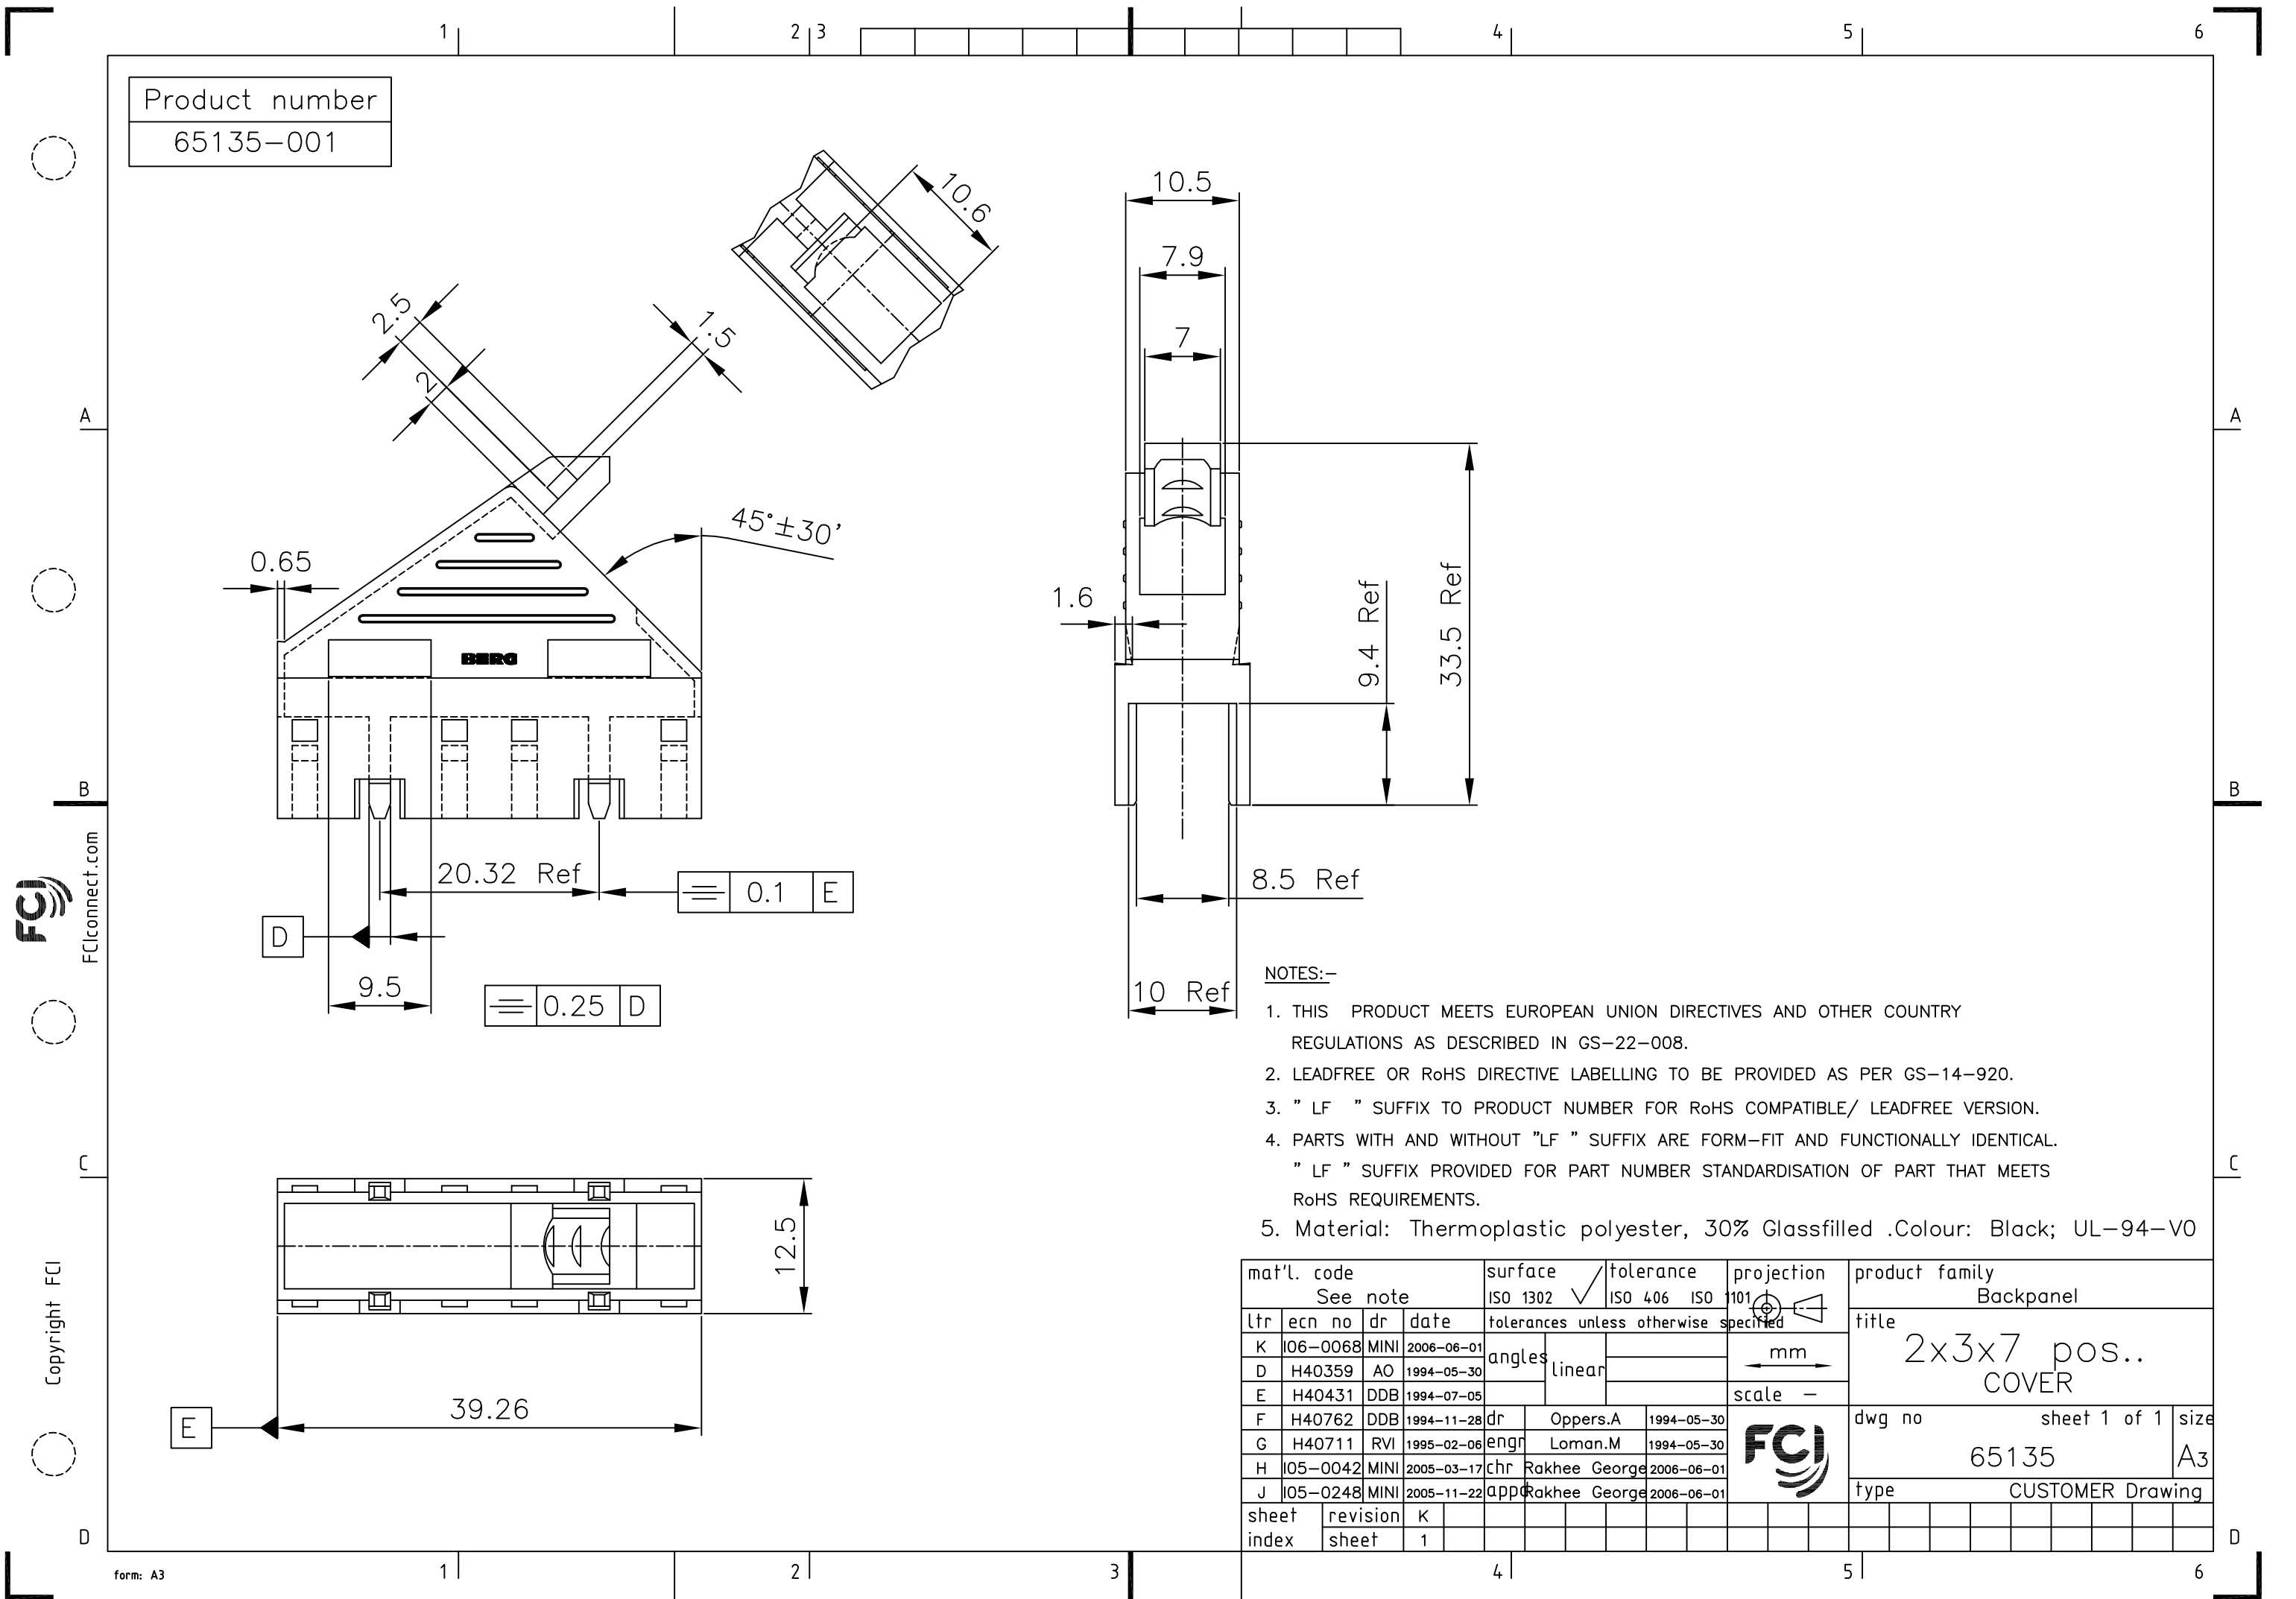 1 2 3 4 5 6
Product number
65135-001
10.6
10.5
7.9
7
2.5
2
1.5
45°±30'
0.65
1.6
9.4 Ref
33.5 Ref
BERG
A A
B B
FCI
FCIconnect.com
20.32 Ref
0.1 E
D
9.5
0.25 D
8.5 Ref
10 Ref
NOTES:-
1. THIS PRODUCT MEETS EUROPEAN UNION DIRECTIVES AND OTHER COUNTRY
REGULATIONS AS DESCRIBED IN GS-22-008.
2. LEADFREE OR RoHS DIRECTIVE LABELLING TO BE PROVIDED AS PER GS-14-920.
3. " LF " SUFFIX TO PRODUCT NUMBER FOR RoHS COMPATIBLE/ LEADFREE VERSION.
4. PARTS WITH AND WITHOUT "LF " SUFFIX ARE FORM-FIT AND FUNCTIONALLY IDENTICAL.
" LF " SUFFIX PROVIDED FOR PART NUMBER STANDARDISATION OF PART THAT MEETS
RoHS REQUIREMENTS.
5. Material: Thermoplastic polyester, 30% Glassfilled .Colour: Black; UL-94-V0
C C
12.5
39.26
E
Copyright FCI
mat'l. code
See note
surface
ISO 1302
tolerance
ISO 406 ISO 1101
projection
product family
Backpanel
ltr ecn no dr date
tolerances unless otherwise specified
title
2x3x7 pos..
COVER
K I06-0068 MINI 2006-06-01
D H40359 AO 1994-05-30
E H40431 DDB 1994-07-05
F H40762 DDB 1994-11-28
G H40711 RVI 1995-02-06
H I05-0042 MINI 2005-03-17
J I05-0248 MINI 2005-11-22
angles linear
mm
scale -
dr Oppers.A 1994-05-30
engr Loman.M 1994-05-30
chr Rakhee George 2006-06-01
appd Rakhee George 2006-06-01
FCI
dwg no sheet 1 of 1 size
65135 A3
type CUSTOMER Drawing
sheet revision K
index sheet 1
D D
form: A3
1 2 3 4 5 6